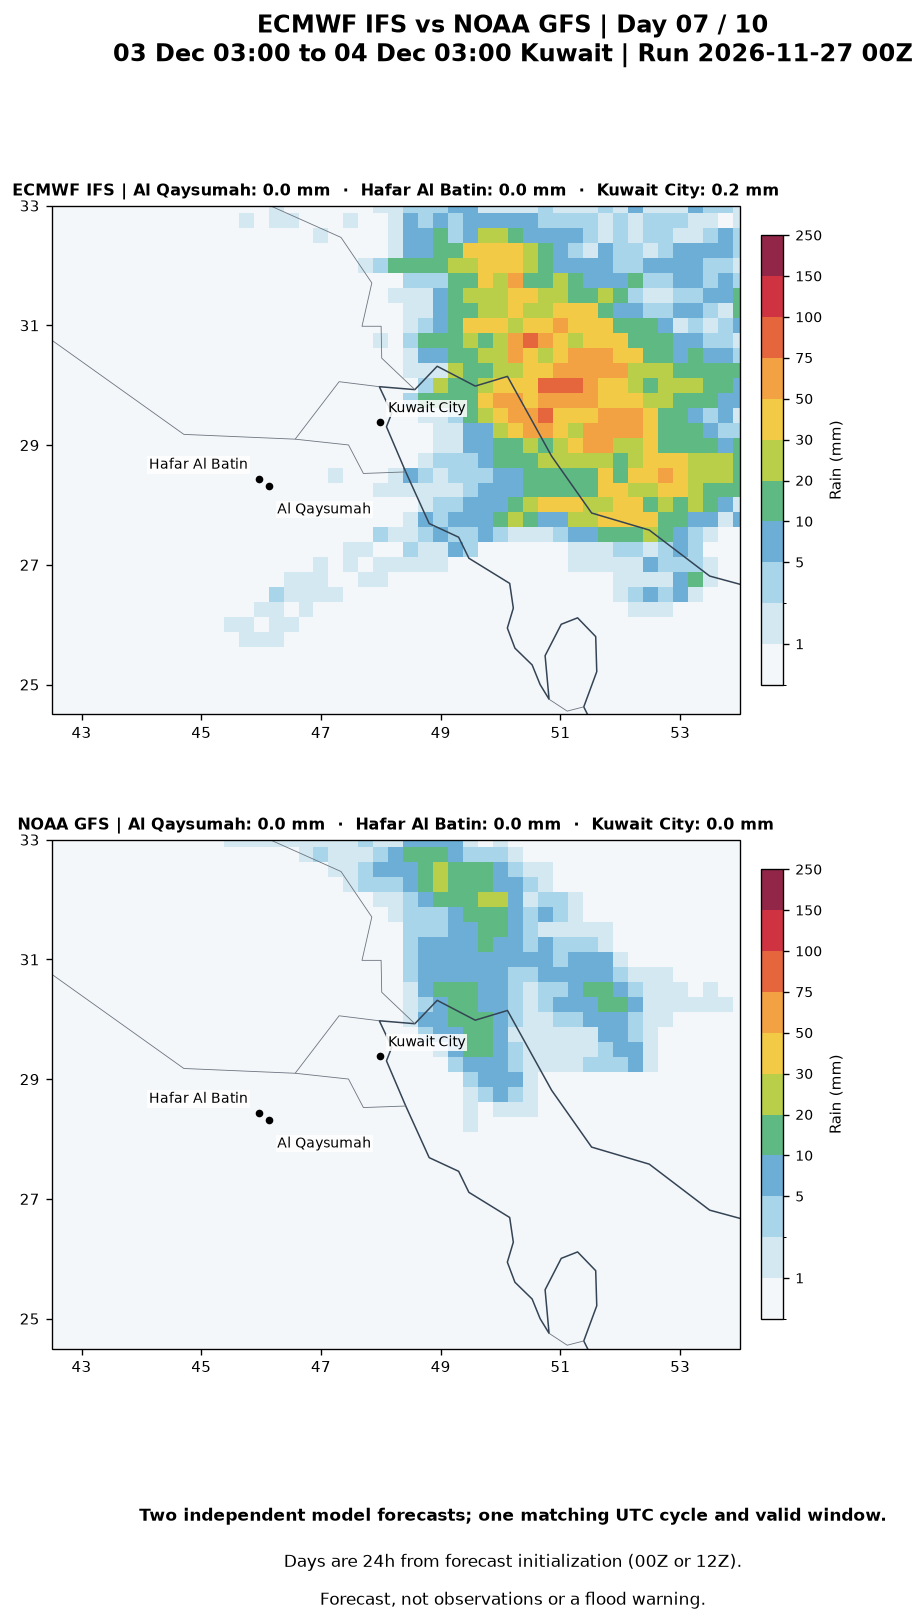 ECMWF IFS vs NOAA GFS | Day 07 / 10
03 Dec 03:00 to 04 Dec 03:00 Kuwait | Run 2026-11-27 00Z
ECMWF IFS | Al Qaysumah: 0.0 mm · Hafar Al Batin: 0.0 mm · Kuwait City: 0.2 mm
33
31
29
27
25
43
45
47
49
51
53
Kuwait City
Hafar Al Batin
Al Qaysumah
250
150
100
75
50
30
20
10
5
1
Rain (mm)
NOAA GFS | Al Qaysumah: 0.0 mm · Hafar Al Batin: 0.0 mm · Kuwait City: 0.0 mm
33
31
29
27
25
43
45
47
49
51
53
Kuwait City
Hafar Al Batin
Al Qaysumah
250
150
100
75
50
30
20
10
5
1
Rain (mm)
Two independent model forecasts; one matching UTC cycle and valid window.
Days are 24h from forecast initialization (00Z or 12Z).
Forecast, not observations or a flood warning.